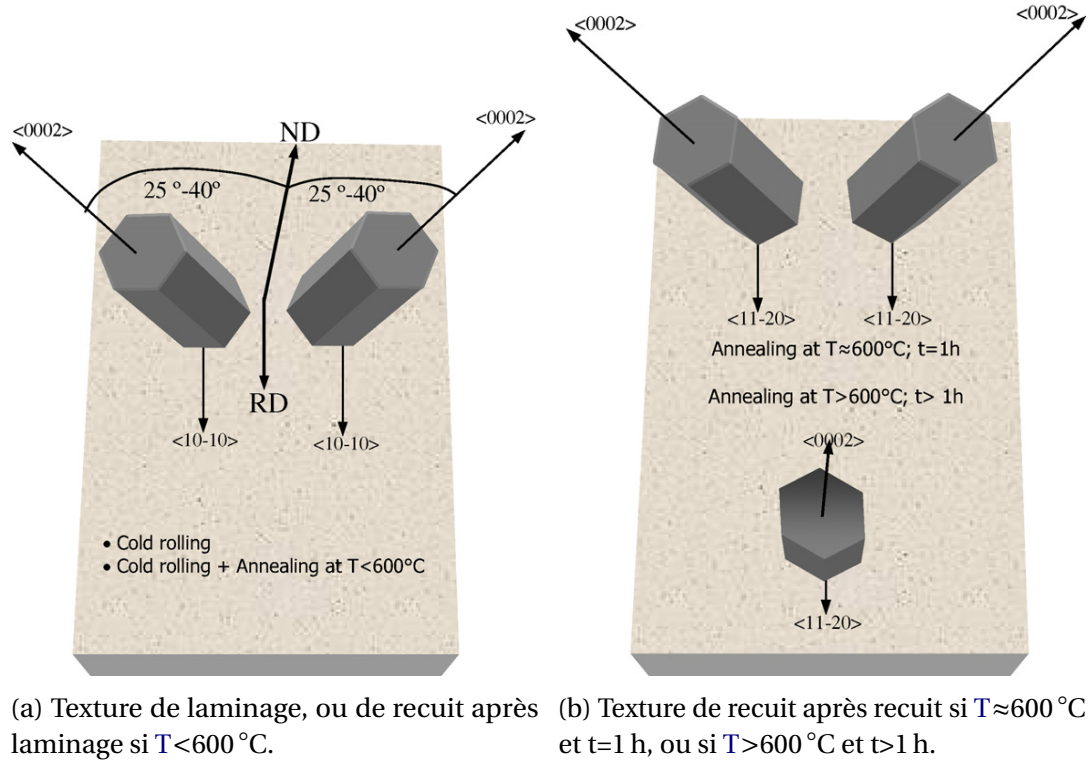 <0002>
ND
<0002>
25 º-40º
25 º-40º
RD
<10-10>
<10-10>
• Cold rolling
• Cold rolling + Annealing at T<600°C
<0002>
<0002>
<11-20>
<11-20>
Annealing at T≈600°C; t=1h
Annealing at T>600°C; t> 1h
<0002>
<11-20>
(a) Texture de laminage, ou de recuit après
laminage si T<600 °C.
(b) Texture de recuit après recuit si T≈600 °C
et t=1 h, ou si T>600 °C et t>1 h.